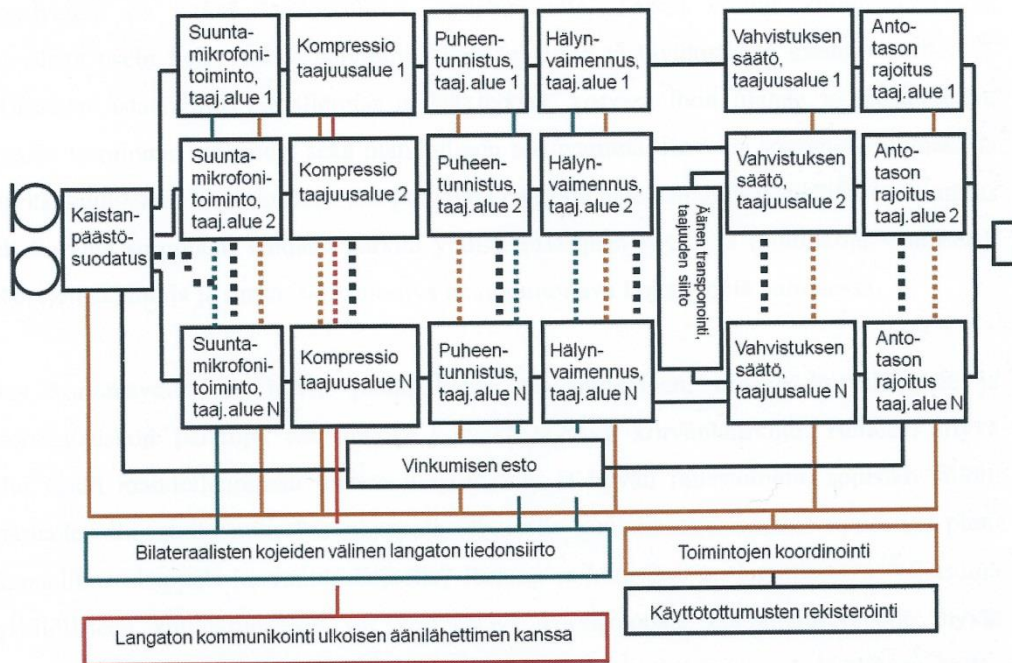 Suunta-
mikrofoni-
toiminto,
taaj.alue 1
Kompressio
taajuusalue 1
Puheen-
tunnistus,
taaj.alue 1
Hälyn-
vaimennus,
taaj.alue 1
Vahvistuksen
säätö,
taajuusalue 1
Anto-
tason
rajoitus
taaj.alue 1
Kaistan-
päästö-
suodatus
Suunta-
mikrofoni-
toiminto,
taaj.alue 2
Kompressio
taajuusalue 2
Puheen-
tunnistus,
taaj.alue 2
Hälyn-
vaimennus,
taaj.alue 2
Äänen transponointi,
taajuuden siirto
Vahvistuksen
säätö,
taajuusalue 2
Anto-
tason
rajoitus
taaj.alue 2
Suunta-
mikrofoni-
toiminto,
taaj.alue N
Kompressio
taajuusalue N
Puheen-
tunnistus,
taaj.alue N
Hälyn-
vaimennus,
taaj.alue N
Vahvistuksen
säätö,
taajuusalue N
Anto-
tason
rajoitus
taaj.alue N
Vinkumisen esto
Bilateraalisten kojeiden välinen langaton tiedonsiirto
Toimintojen koordinointi
Langaton kommunikointi ulkoisen äänilähettimen kanssa
Käyttötottumusten rekisteröinti